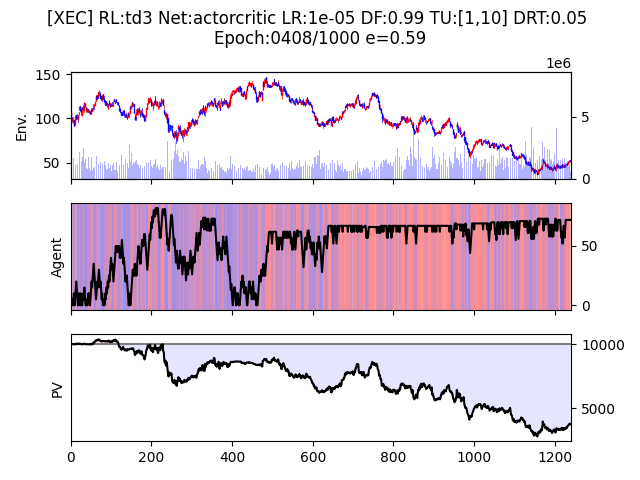 [XEC] RL:td3 Net:actorcritic LR:1e-05 DF:0.99 TU:[1,10] DRT:0.05
Epoch:0408/1000 e=0.59
1e6
150
100
50
Env.
5
0
Agent
50
0
PV
10000
5000
0
200
400
600
800
1000
1200